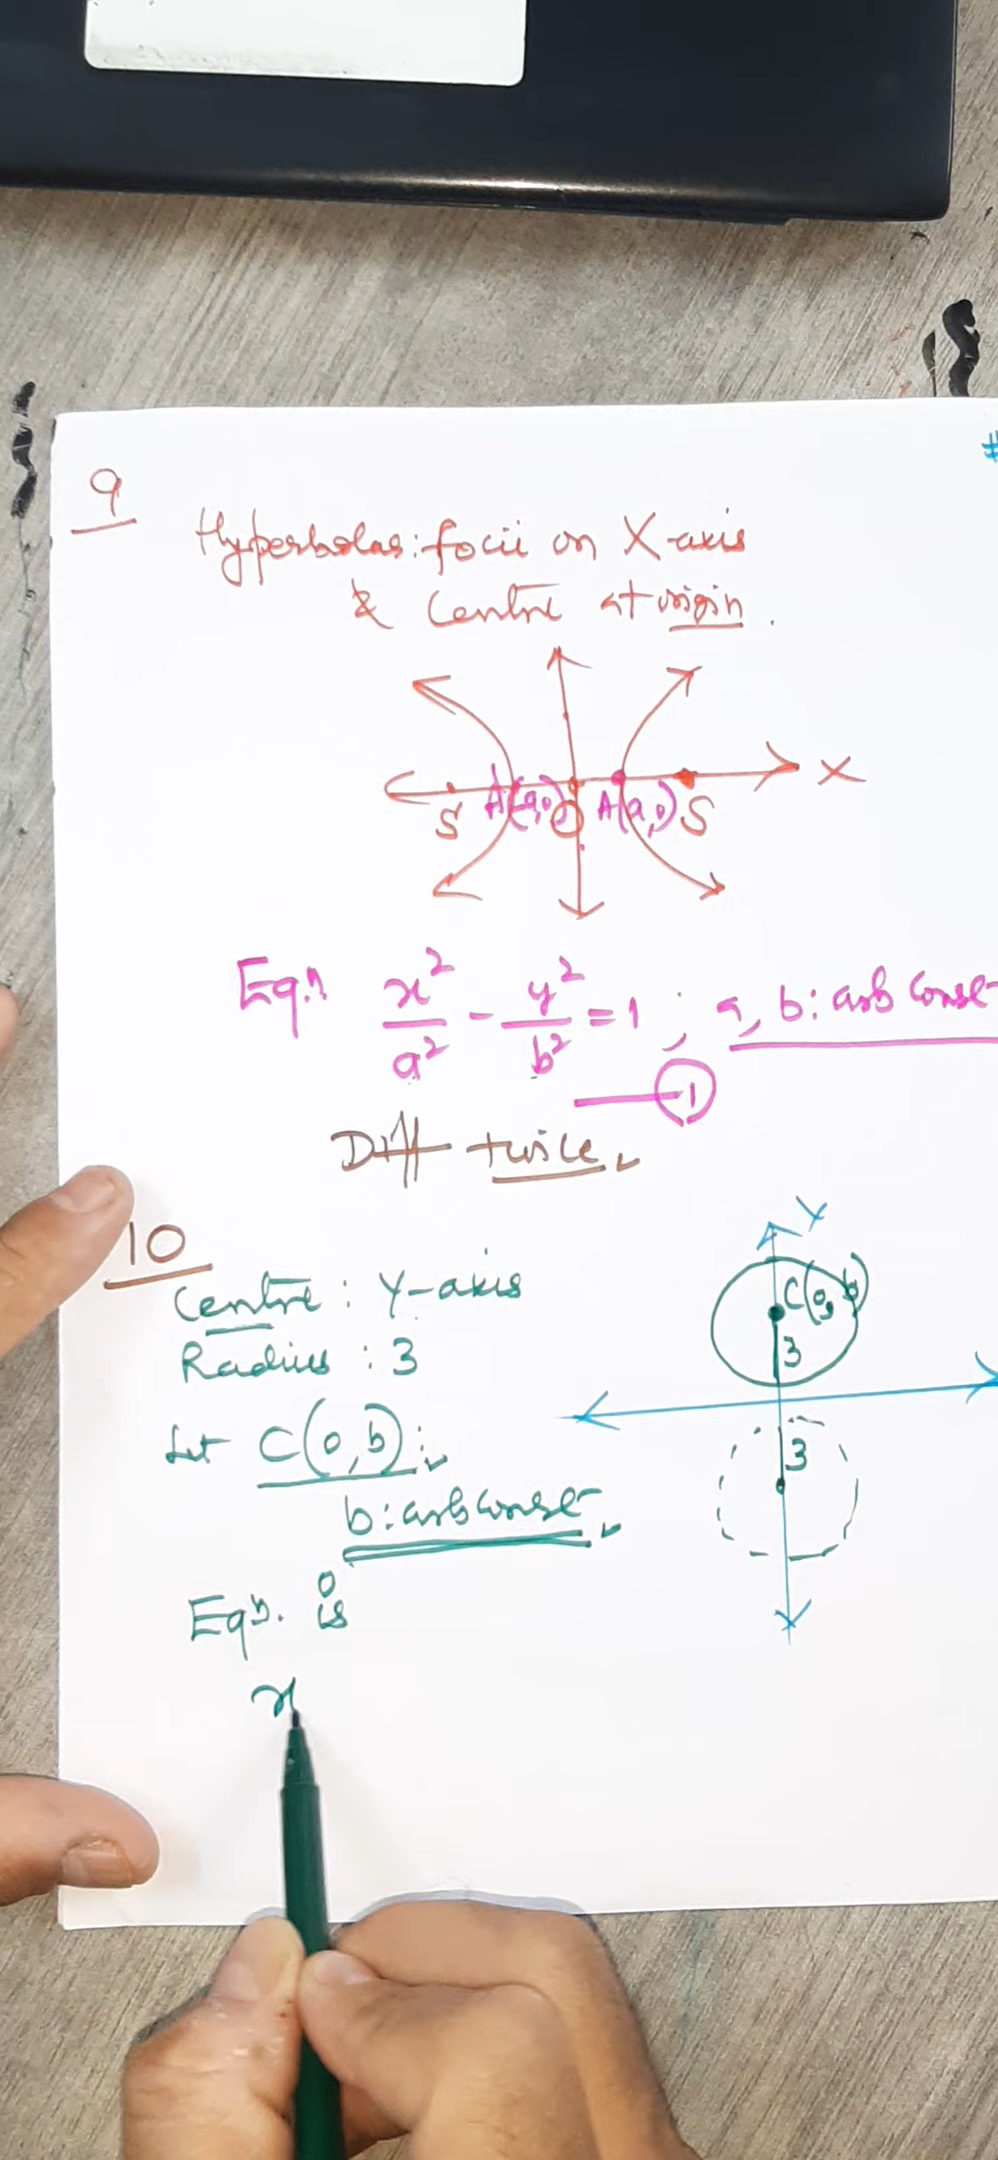 #
9
Hyperbolas: focii on X-axis
& Centre at origin.
X
S' A'(-a,0) O A(a,0) S
Eqn x²/a² - y²/b² = 1 ; a, b: arb const
1
Diff twice
10
Y
Centre : Y-axis
C(0, b)
Radius : 3
3
Let C(0, b):
3
b: arb const
Eqn. is
x